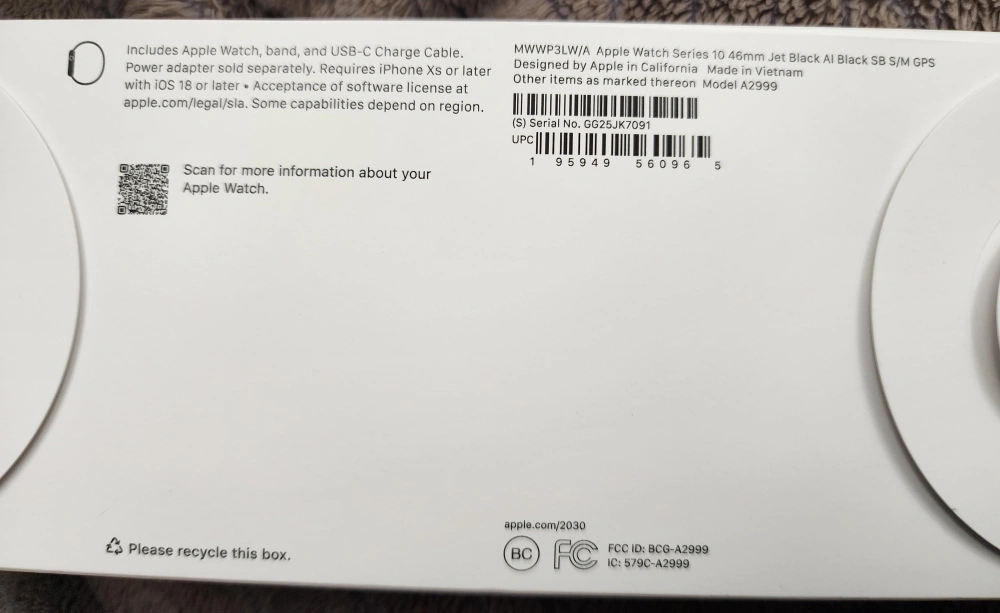 Includes Apple Watch, band, and USB-C Charge Cable.
Power adapter sold separately. Requires iPhone Xs or later
with iOS 18 or later • Acceptance of software license at
apple.com/legal/sla. Some capabilities depend on region.
Scan for more information about your
Apple Watch.
MWWP3LW/A Apple Watch Series 10 46mm Jet Black Al Black SB S/M GPS
Designed by Apple in California Made in Vietnam
Other items as marked thereon Model A2999
(S) Serial No. GG25JK7091
UPC
1 95949 56096 5
Please recycle this box.
apple.com/2030
BC FC FCC ID: BCG-A2999
IC: 579C-A2999